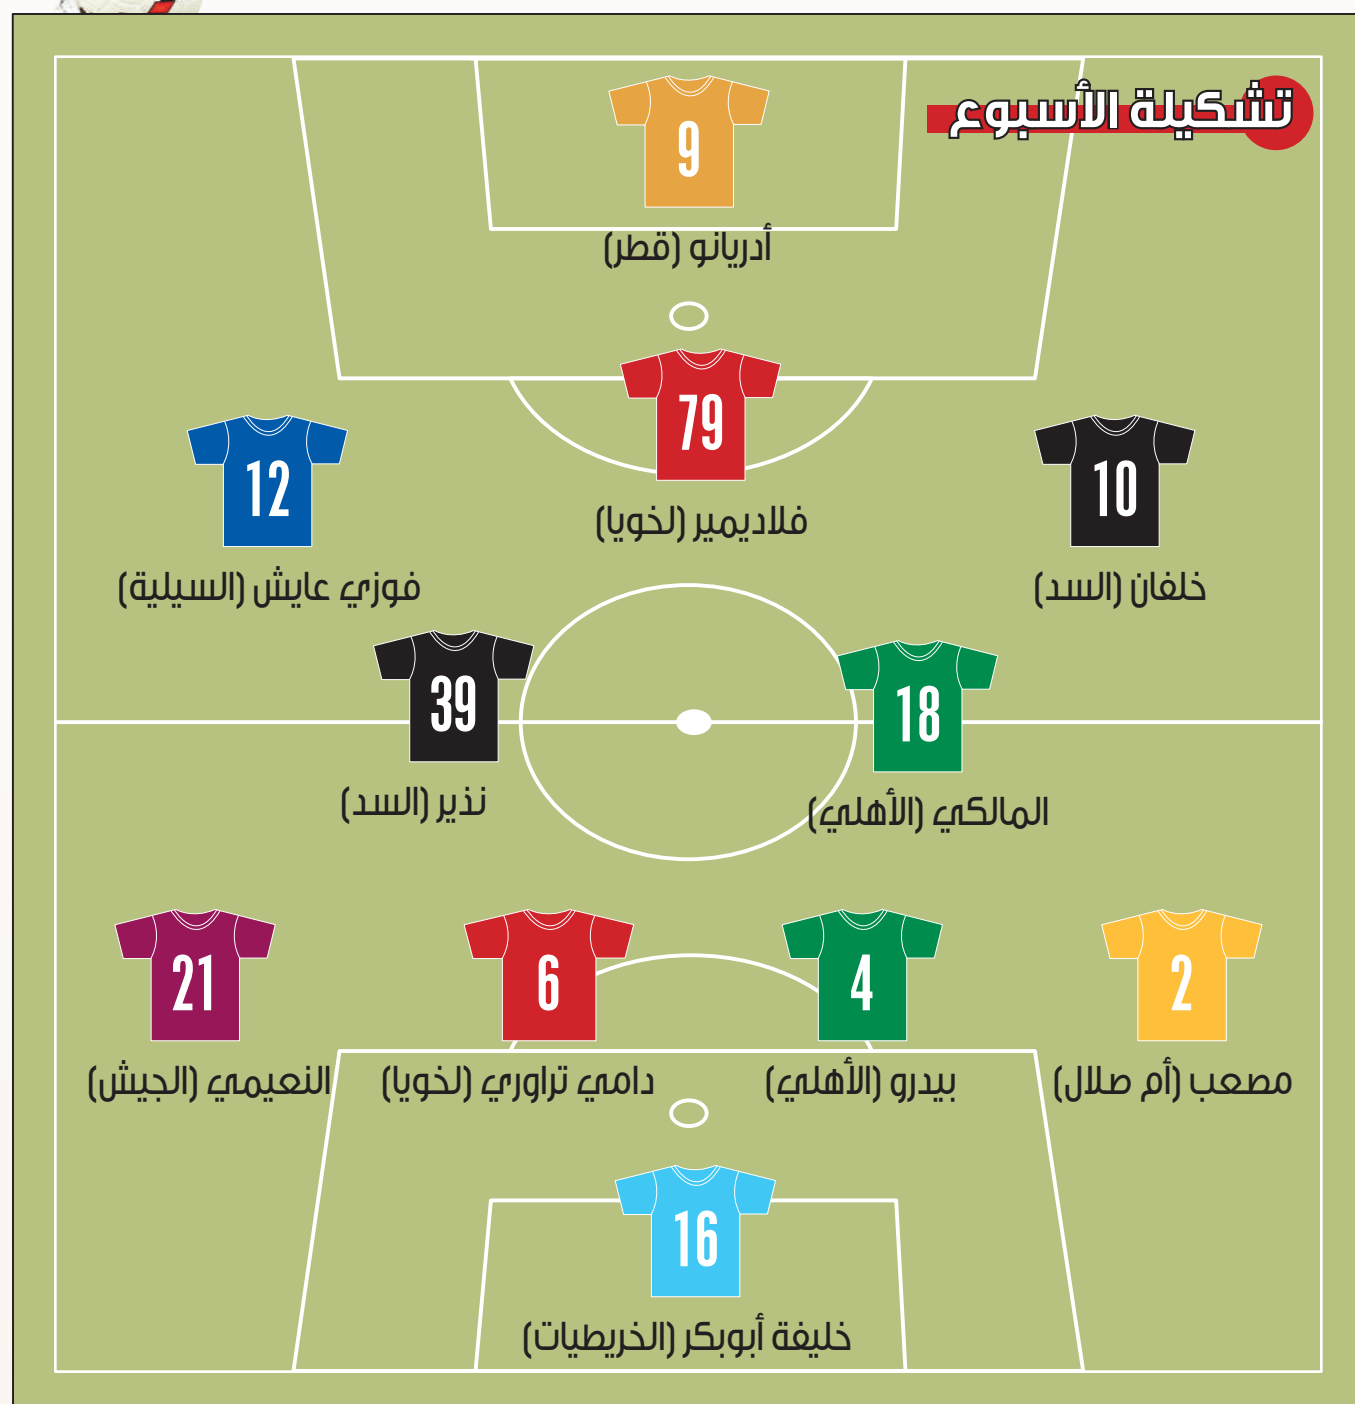 تشكيلة الأسبوع
9
أدريانو (قطر)
79
فلاديمير (لخويا)
10
خلفان (السد)
12
فوزي عايش (السيلية)
18
المالكي (الأهلي)
39
نذير (السد)
2
مصعب (أم صلال)
4
بيدرو (الأهلي)
6
دامي تراوري (لخويا)
21
النعيمي (الجيش)
16
خليفة أبوبكر (الخريطيات)